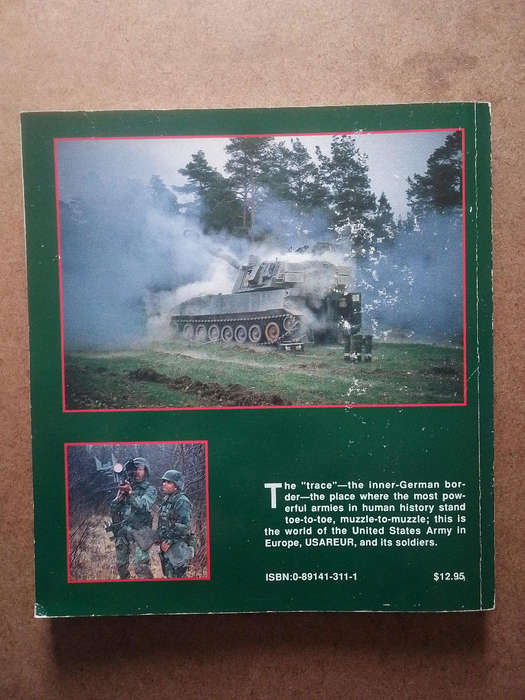 The "trace"—the inner-German bor-
der—the place where the most pow-
erful armies in human history stand
toe-to-toe, muzzle-to-muzzle; this is
the world of the United States Army in
Europe, USAREUR, and its soldiers.
ISBN:0-89141-311-1 $12.95